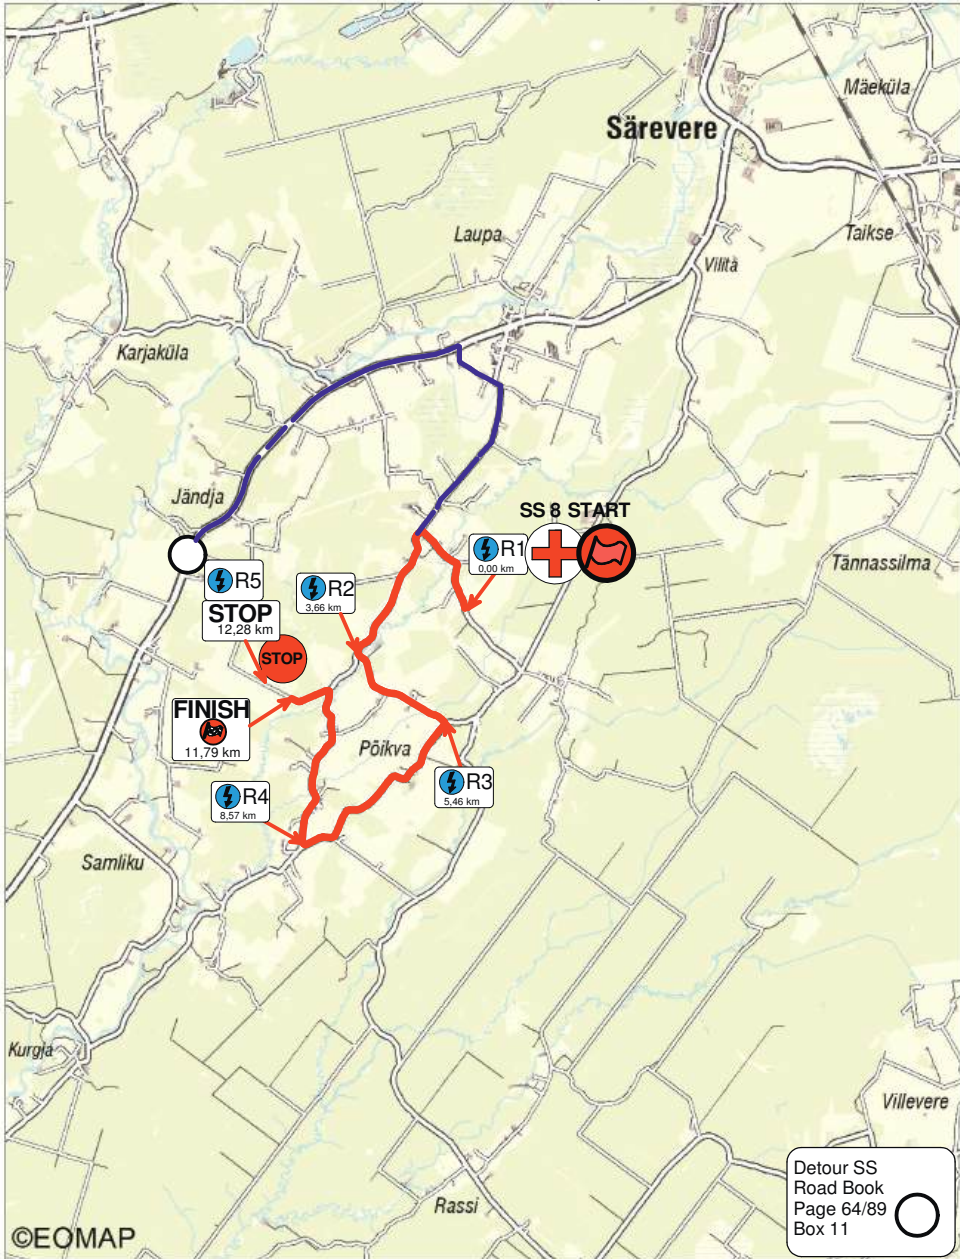 Mäeküla
Särevere
Laupa
Taikse
Vilita
Karjaküla
Jändja
SS 8 START
R1
0,00 km
Tännassilma
R5
R2
3,66 km
STOP
12,28 km
STOP
FINISH
11,79 km
Põikva
R3
5,46 km
R4
8,57 km
Samliku
Kurgja
Villevere
Rassi
Detour SS
Road Book
Page 64/89
Box 11
©EOMAP